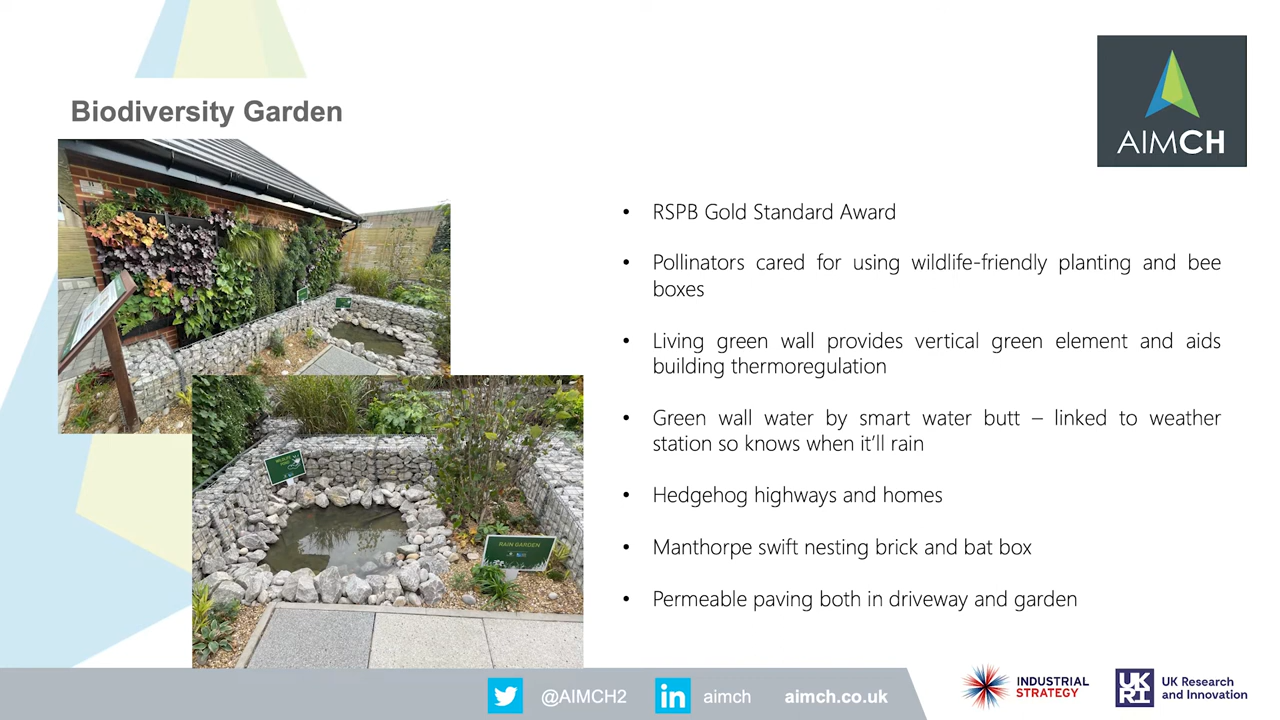 Biodiversity Garden
AIMCH
• RSPB Gold Standard Award
• Pollinators cared for using wildlife-friendly planting and bee
boxes
• Living green wall provides vertical green element and aids
building thermoregulation
• Green wall water by smart water butt – linked to weather
station so knows when it’ll rain
• Hedgehog highways and homes
• Manthorpe swift nesting brick and bat box
• Permeable paving both in driveway and garden
RAIN GARDEN
@AIMCH2
in
aimch
aimch.co.uk
INDUSTRIAL
STRATEGY
UK
RI
UK Research
and Innovation